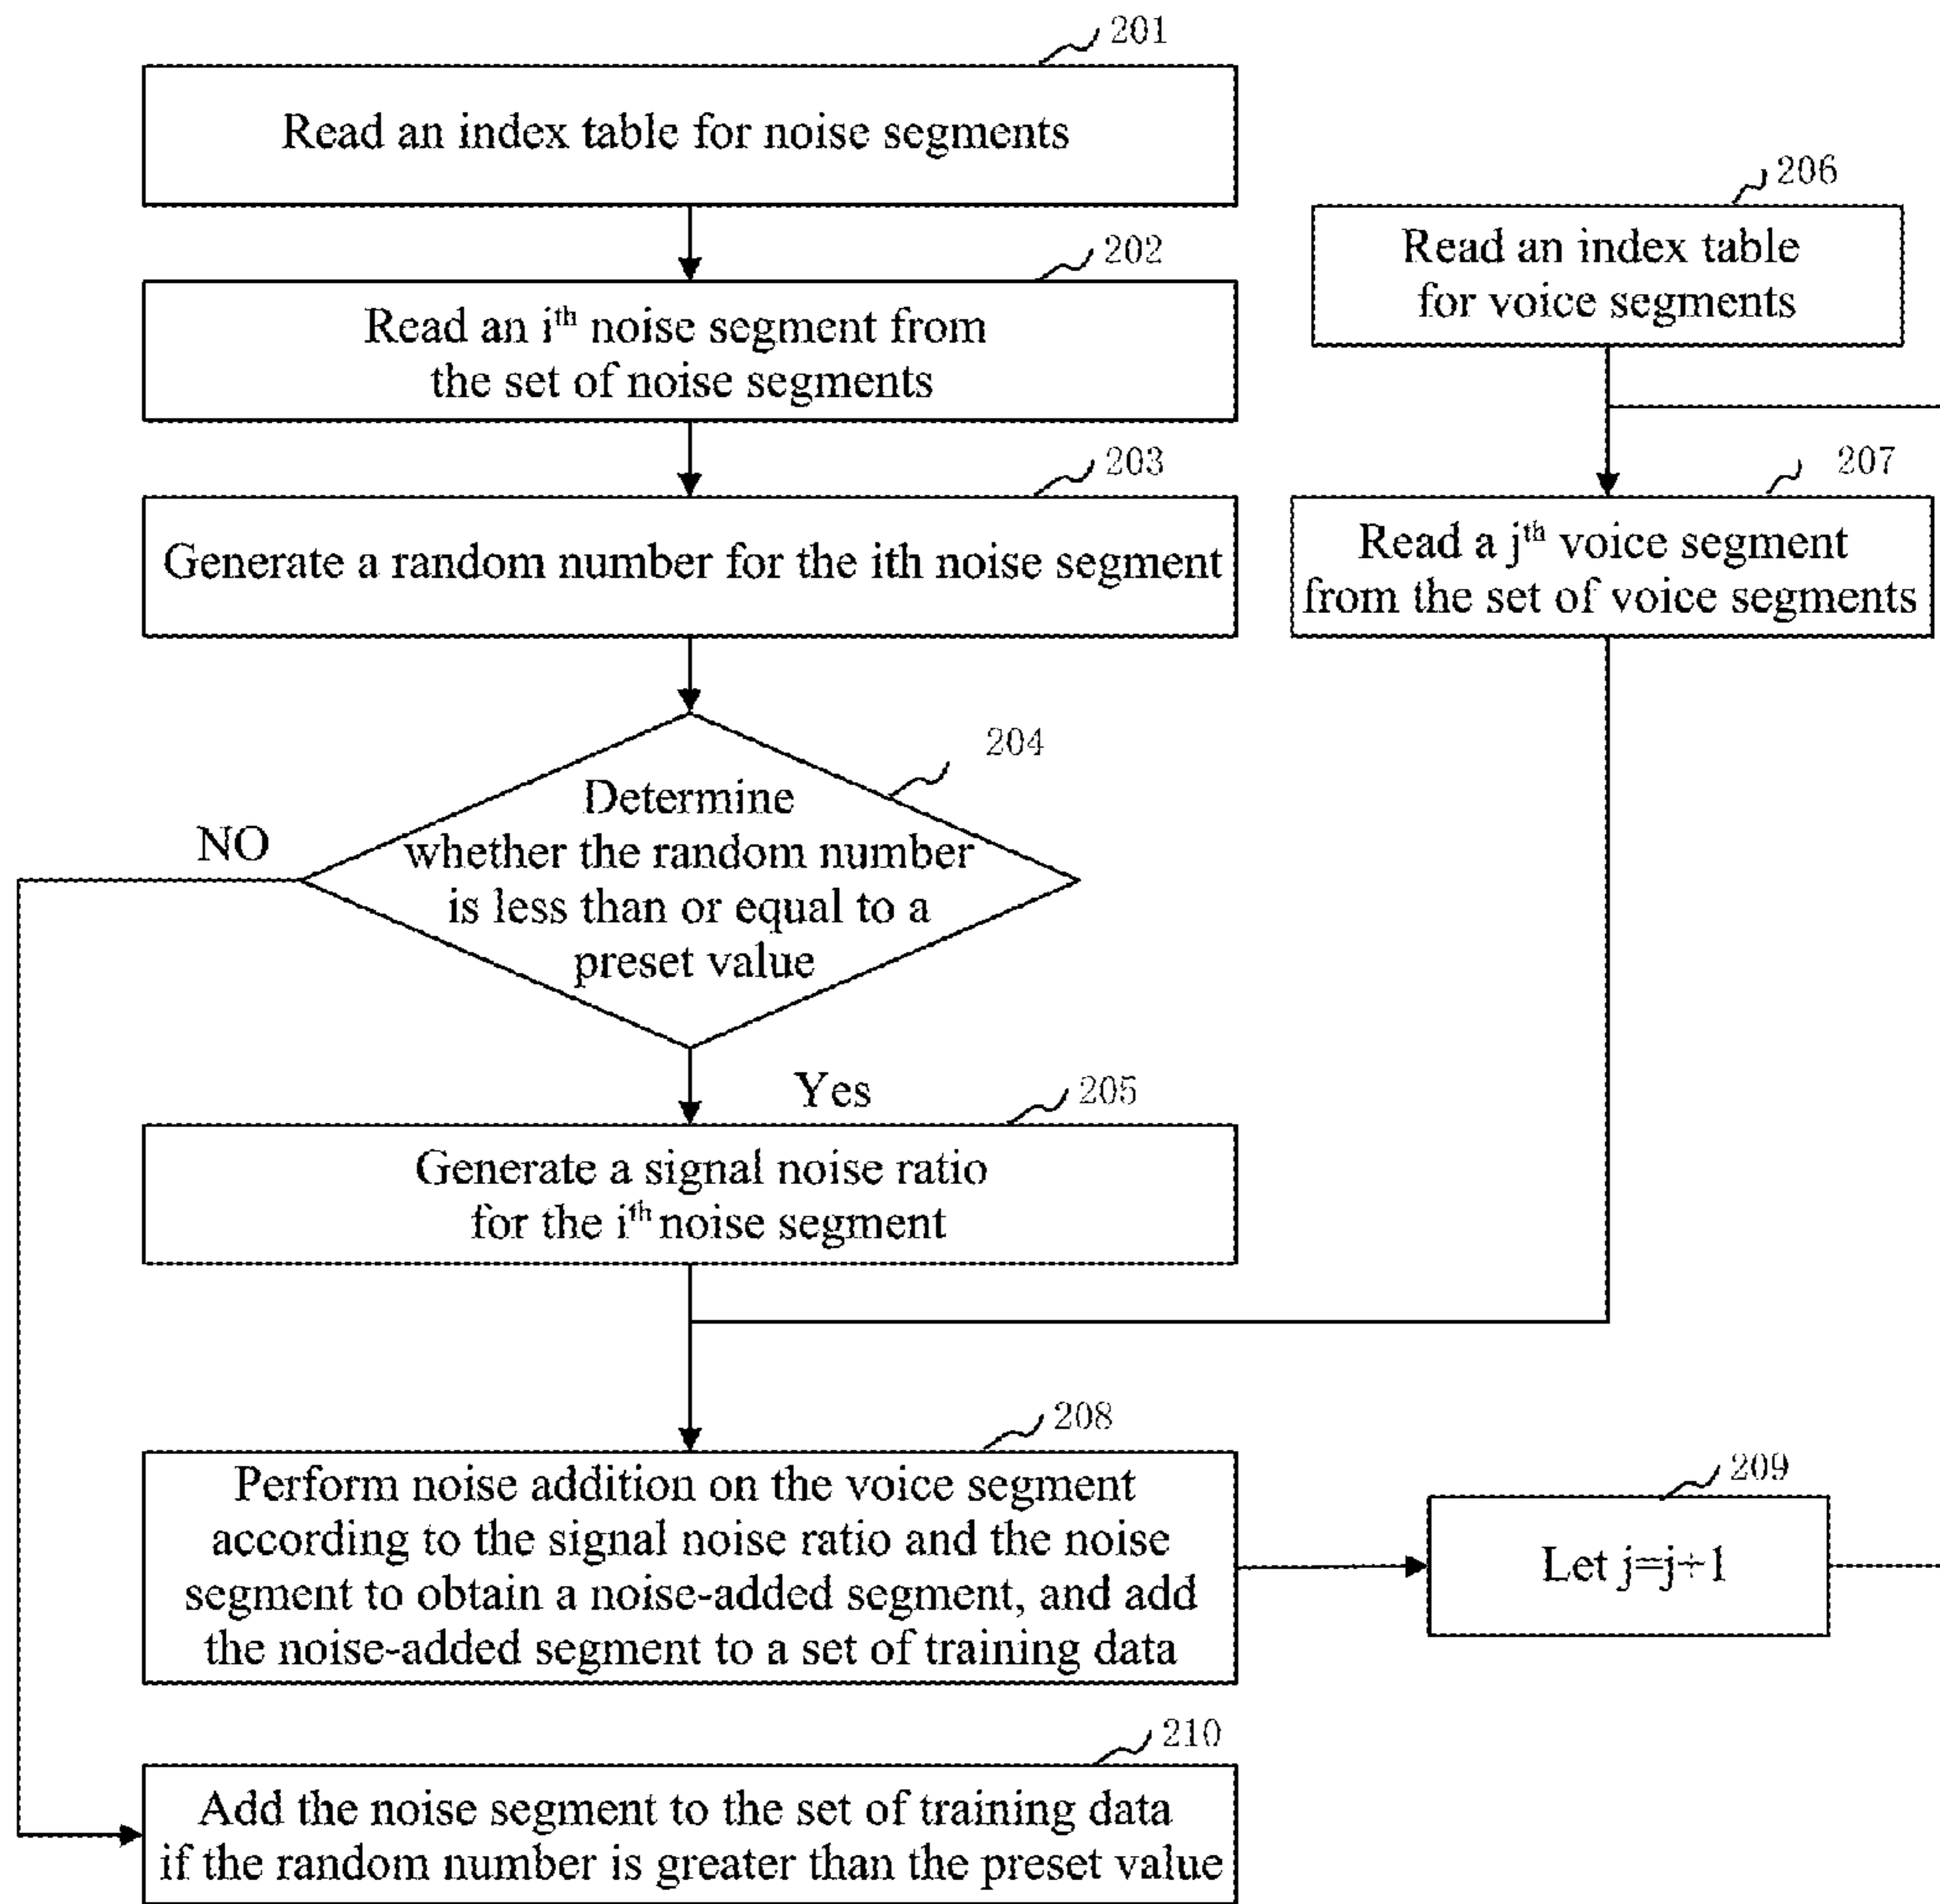 201
Read an index table for noise segments
206
Read an index table
for voice segments
202
Read an iᵗʰ noise segment from
the set of noise segments
203
Generate a random number for the ith noise segment
207
Read a jᵗʰ voice segment
from the set of voice segments
204
Determine
whether the random number
is less than or equal to a
preset value
NO
Yes
205
Generate a signal noise ratio
for the iᵗʰ noise segment
208
Perform noise addition on the voice segment
according to the signal noise ratio and the noise
segment to obtain a noise-added segment, and add
the noise-added segment to a set of training data
209
Let j=j+1
210
Add the noise segment to the set of training data
if the random number is greater than the preset value